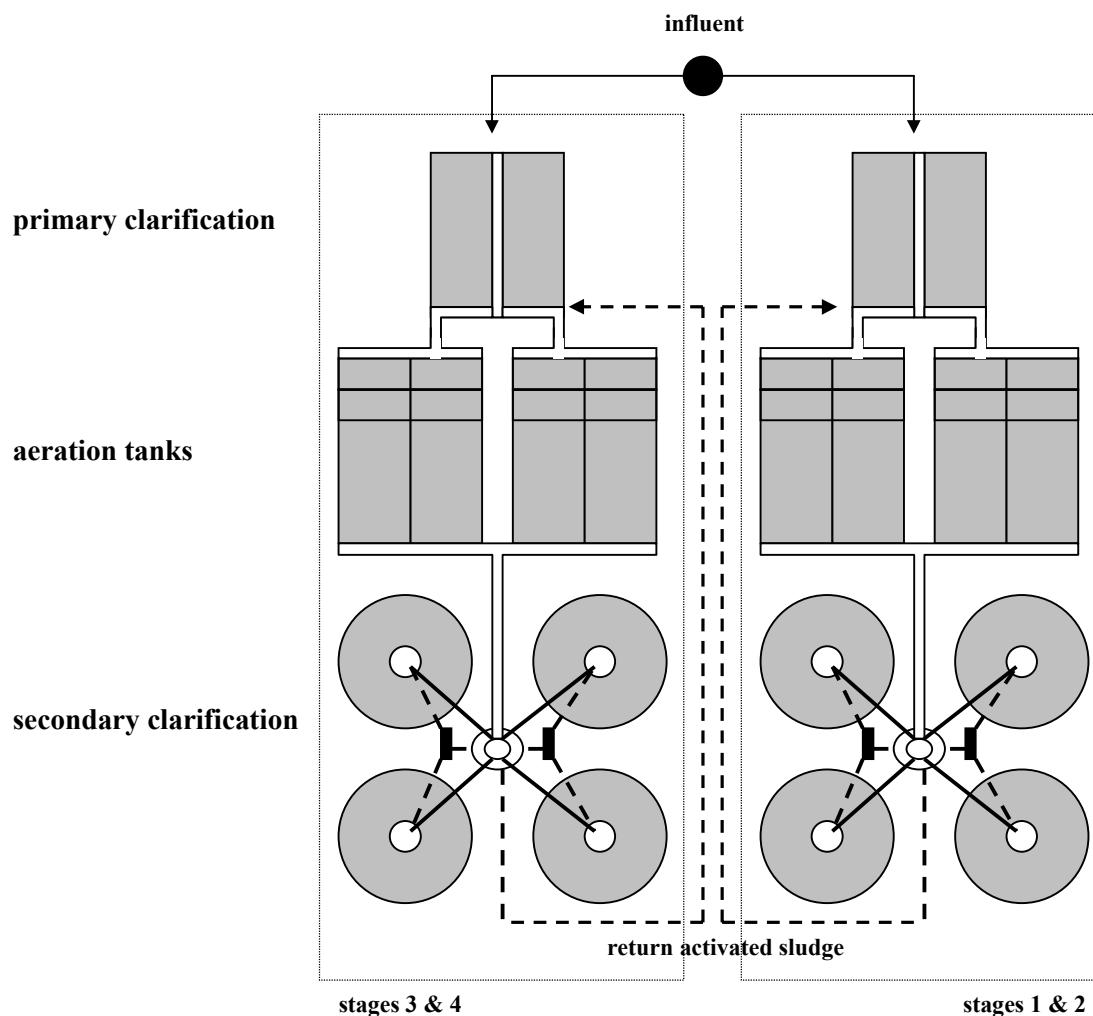 influent
primary clarification
aeration tanks
secondary clarification
return activated sludge
stages 3 & 4
stages 1 & 2